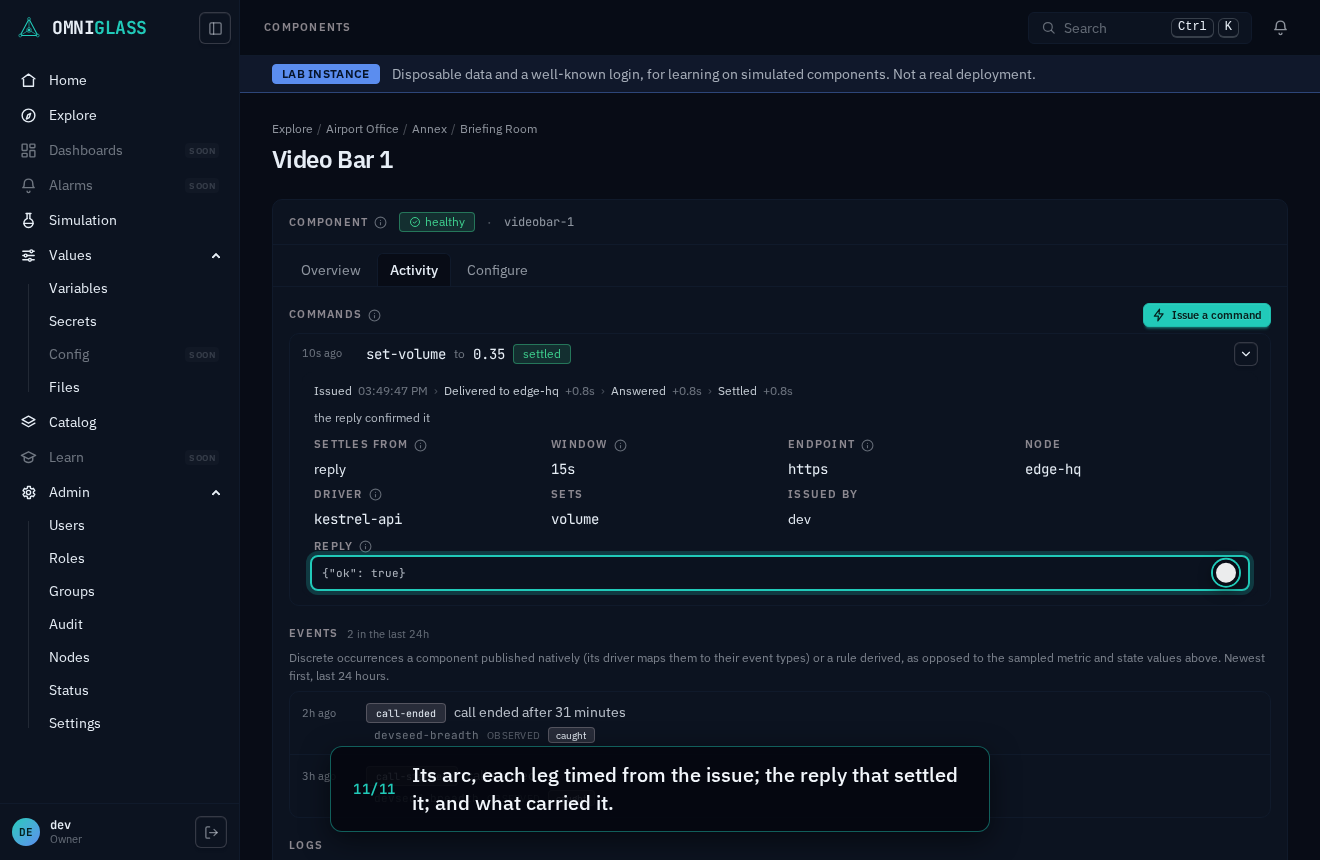 OMNIGLASS
COMPONENTS
Search
Ctrl K
LAB INSTANCE Disposable data and a well-known login, for learning on simulated components. Not a real deployment.
Home
Explore
Dashboards SOON
Alarms SOON
Simulation
Values
Variables
Secrets
Config SOON
Files
Catalog
Learn SOON
Admin
Users
Roles
Groups
Audit
Nodes
Status
Settings
DE dev
Owner
Explore / Airport Office / Annex / Briefing Room
Video Bar 1
COMPONENT healthy · videobar-1
Overview Activity Configure
COMMANDS
Issue a command
10s ago set-volume to 0.35 settled
Issued 03:49:47 PM › Delivered to edge-hq +0.8s › Answered +0.8s › Settled +0.8s
the reply confirmed it
SETTLES FROM WINDOW ENDPOINT NODE
reply 15s https edge-hq
DRIVER SETS ISSUED BY
kestrel-api volume dev
REPLY
{"ok": true}
EVENTS 2 in the last 24h
Discrete occurrences a component published natively (its driver maps them to their event types) or a rule derived, as opposed to the sampled metric and state values above. Newest
first, last 24 hours.
2h ago call-ended call ended after 31 minutes
devseed-breadth OBSERVED caught
3h ag
11/11 Its arc, each leg timed from the issue; the reply that settled
it; and what carried it.
LOGS